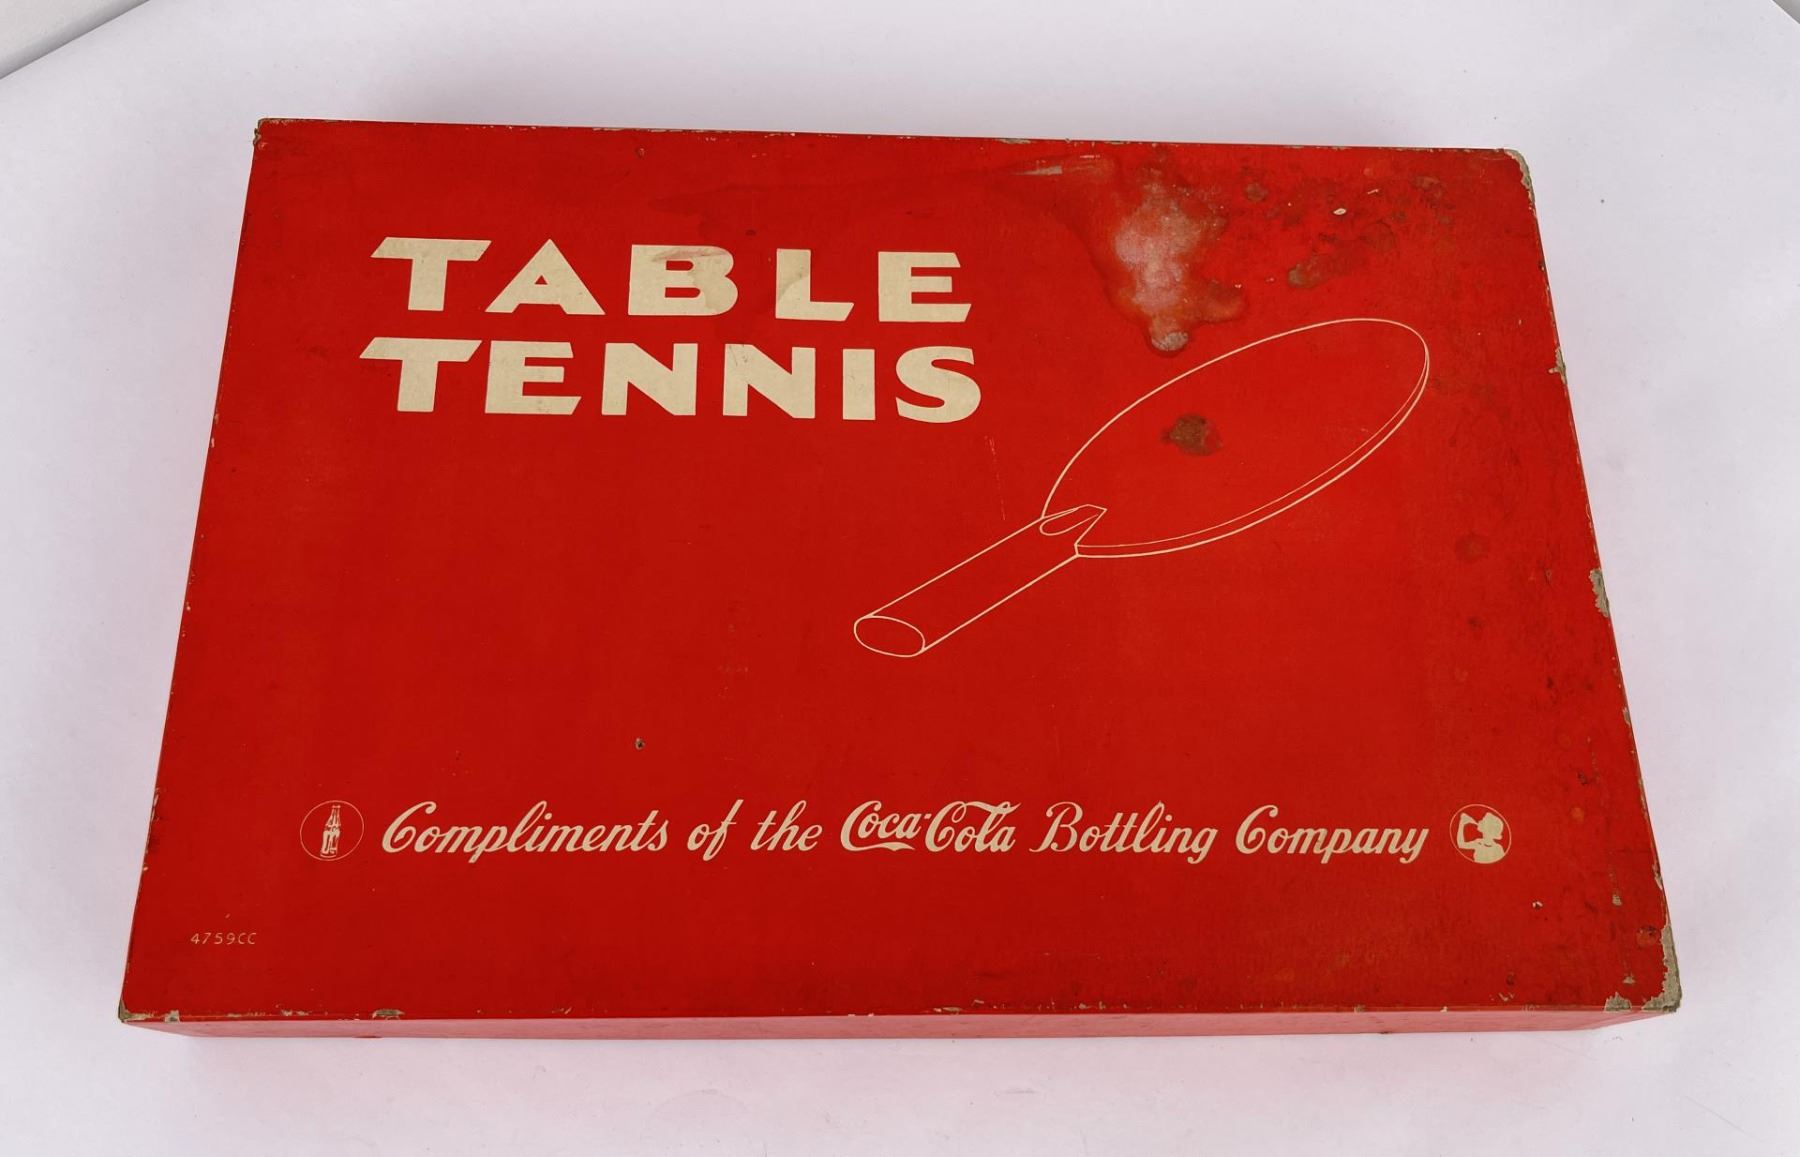 TABLE
TENNIS
Compliments of the Coca-Cola Bottling Company
4759CC